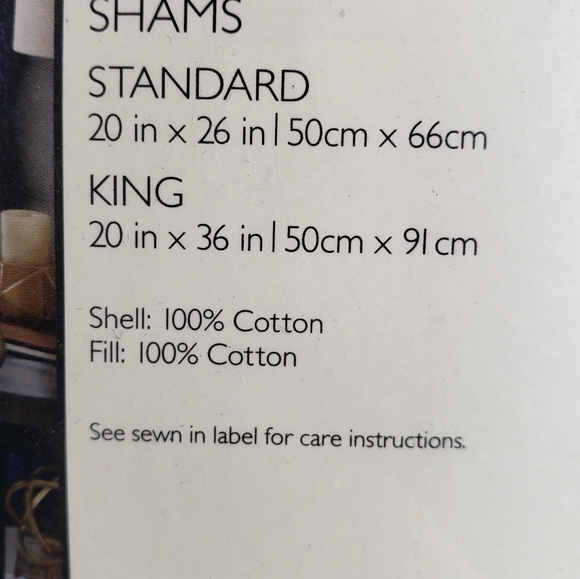 SHAMS
STANDARD
20 in x 26 in | 50cm x 66cm
KING
20 in x 36 in | 50cm x 91cm
Shell: 100% Cotton
Fill: 100% Cotton
See sewn in label for care instructions.